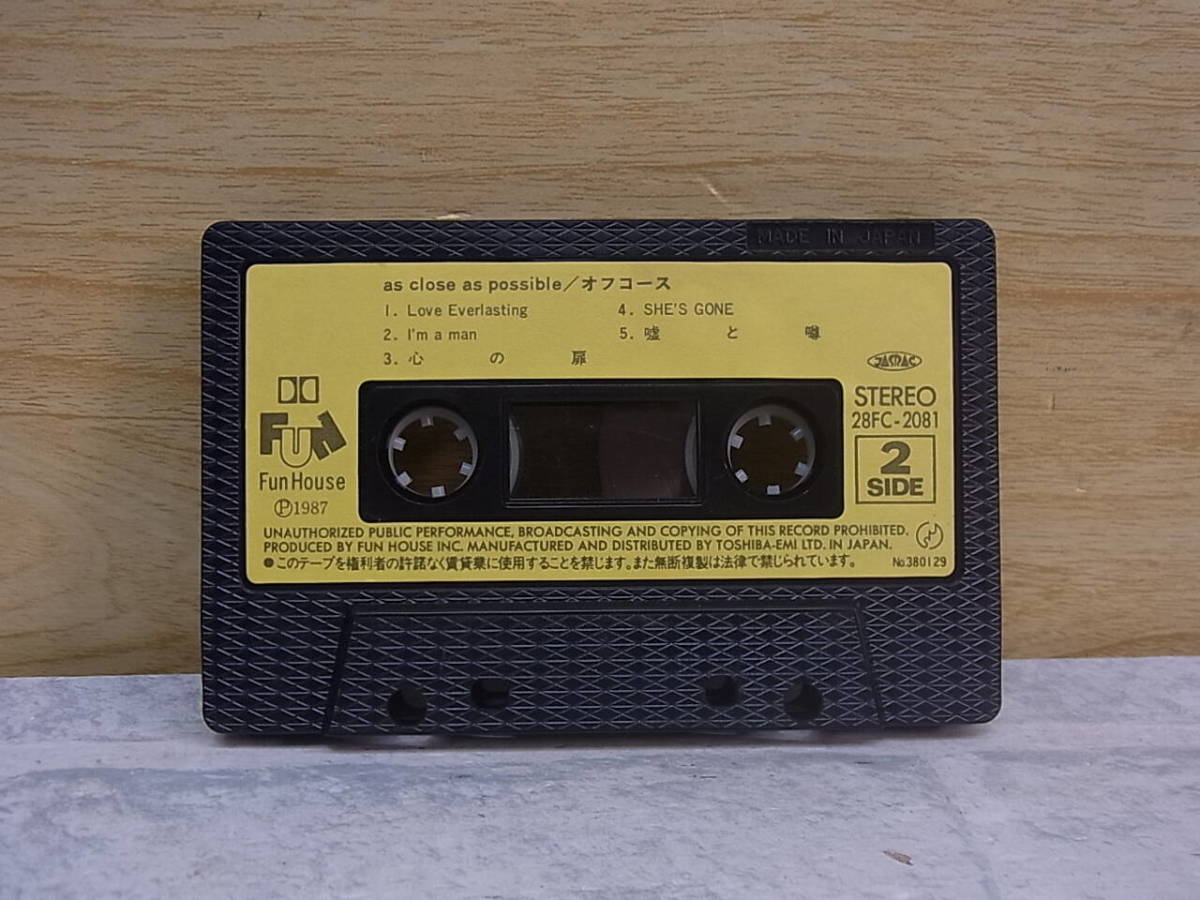 MADE IN JAPAN
as close as possible/オフコース
1. Love Everlasting
2. I'm a man
3. 心の扉
4. SHE'S GONE
5. 嘘と噂
JASRAC
FUN
Fun House
Ⓟ1987
STEREO
28FC-2081
2
SIDE
UNAUTHORIZED PUBLIC PERFORMANCE, BROADCASTING AND COPYING OF THIS RECORD PROHIBITED.
PRODUCED BY FUN HOUSE INC. MANUFACTURED AND DISTRIBUTED BY TOSHIBA-EMI LTD. IN JAPAN.
●このテープを権利者の許諾なく賃貸業に使用することを禁じます。また無断複製は法律で禁じられています。
No.380129